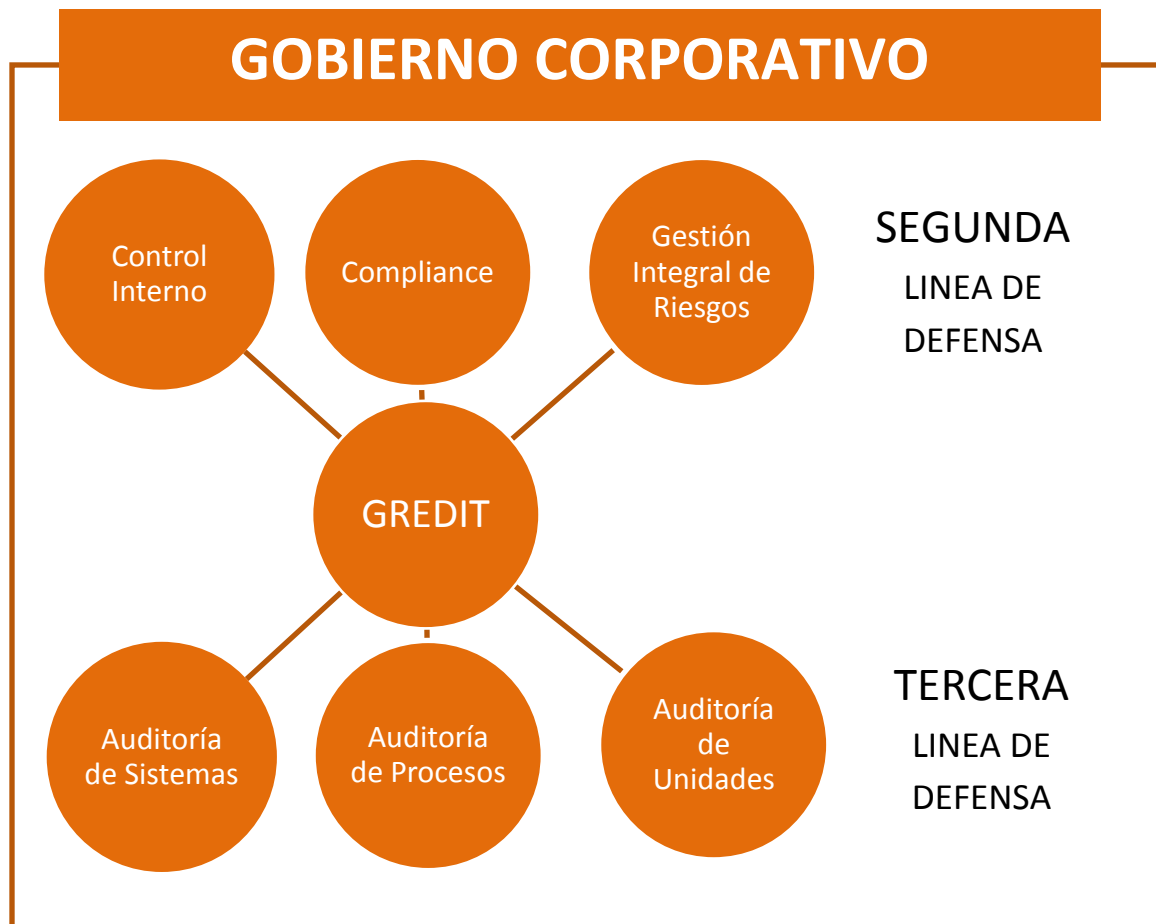 GOBIERNO CORPORATIVO
Control
Interno
Compliance
Gestión
Integral de
Riesgos
SEGUNDA
LINEA DE
DEFENSA
GREDIT
Auditoría
de Sistemas
Auditoría
de Procesos
Auditoría
de
Unidades
TERCERA
LINEA DE
DEFENSA